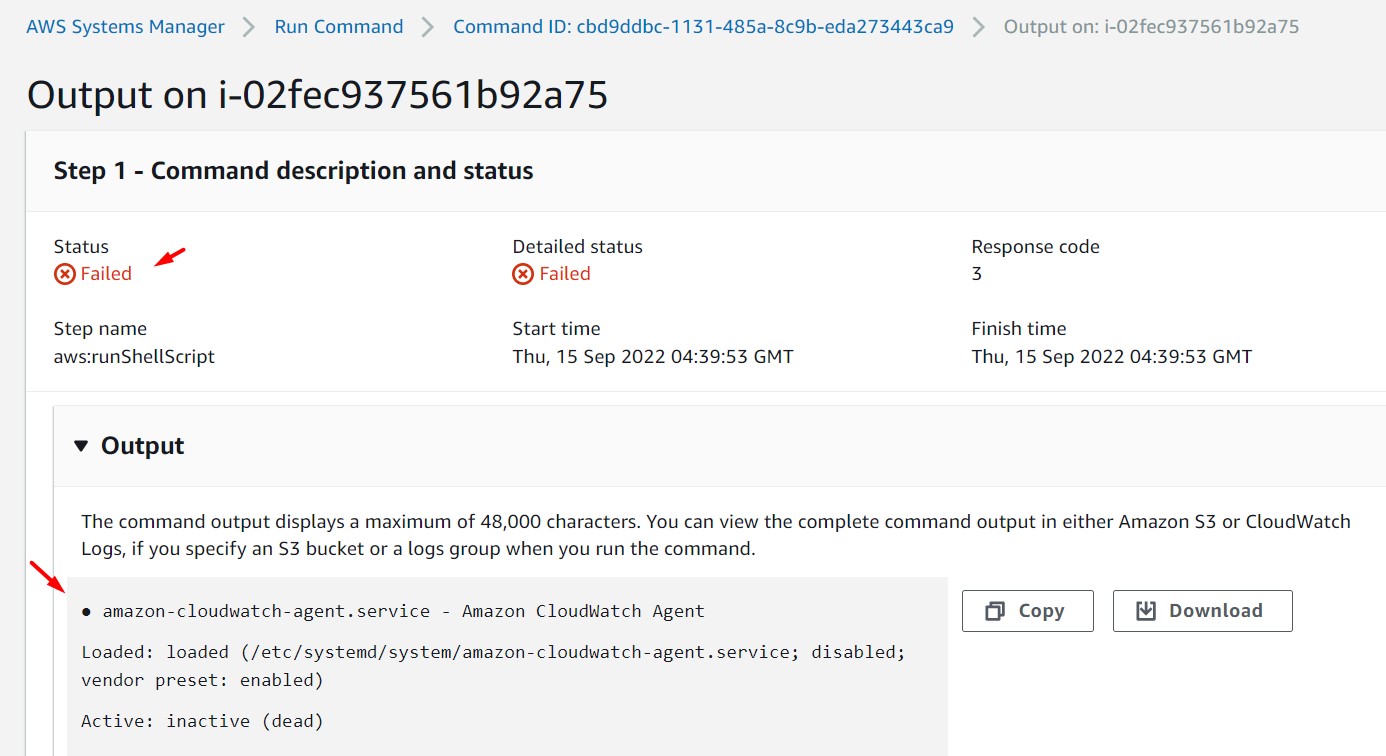 AWS Systems Manager > Run Command > Command ID: cbd9ddbc-1131-485a-8c9b-eda273443ca9 > Output on: i-02fec937561b92a75
Output on i-02fec937561b92a75
Step 1 - Command description and status
Status Detailed status Response code
Failed Failed 3
Step name Start time Finish time
aws:runShellScript Thu, 15 Sep 2022 04:39:53 GMT Thu, 15 Sep 2022 04:39:53 GMT
▼ Output
The command output displays a maximum of 48,000 characters. You can view the complete command output in either Amazon S3 or CloudWatch
Logs, if you specify an S3 bucket or a logs group when you run the command.
● amazon-cloudwatch-agent.service - Amazon CloudWatch Agent Copy Download
Loaded: loaded (/etc/systemd/system/amazon-cloudwatch-agent.service; disabled;
vendor preset: enabled)
Active: inactive (dead)